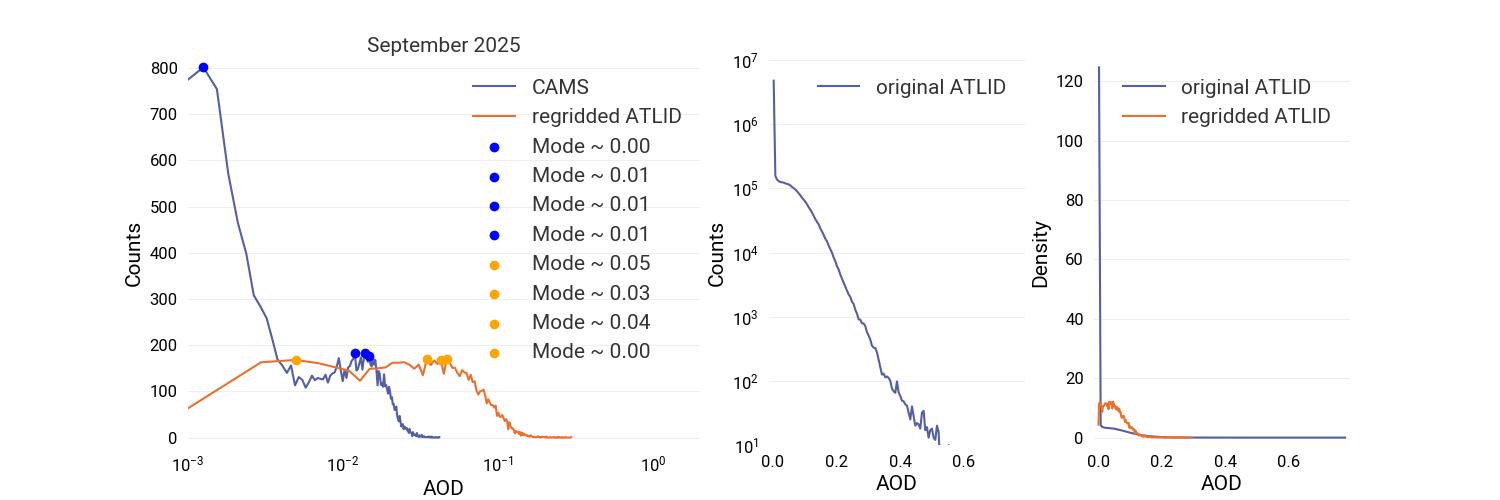 September 2025
Counts
800
700
600
500
400
300
200
100
0
10⁻³
10⁻²
10⁻¹
10⁰
AOD
CAMS
regridded ATLID
Mode ~ 0.00
Mode ~ 0.01
Mode ~ 0.01
Mode ~ 0.01
Mode ~ 0.05
Mode ~ 0.03
Mode ~ 0.04
Mode ~ 0.00
Counts
10⁷
10⁶
10⁵
10⁴
10³
10²
10¹
0.0
0.2
0.4
0.6
AOD
original ATLID
Density
120
100
80
60
40
20
0
0.0
0.2
0.4
0.6
AOD
original ATLID
regridded ATLID